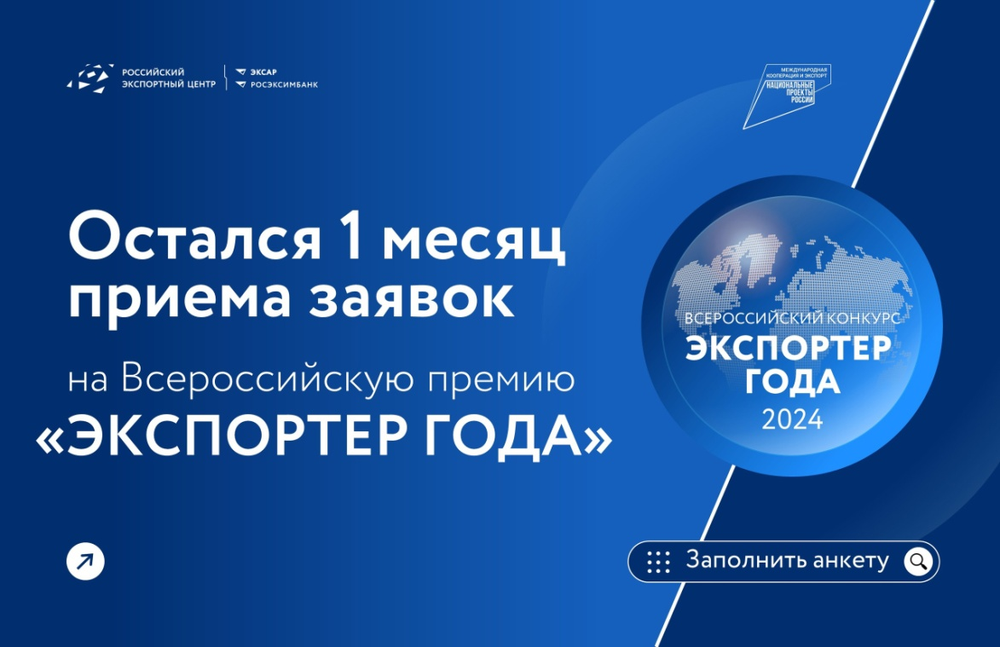 РОССИЙСКИЙ
ЭКСПОРТНЫЙ ЦЕНТР
ЭКСАР
РОСЭКСИМБАНК
МЕЖДУНАРОДНАЯ
КООПЕРАЦИЯ И ЭКСПОРТ
НАЦИОНАЛЬНЫЕ
ПРОЕКТЫ
РОССИИ
Остался 1 месяц
приема заявок
на Всероссийскую премию
«ЭКСПОРТЕР ГОДА»
ВСЕРОССИЙСКИЙ КОНКУРС
ЭКСПОРТЕР
ГОДА
2024
Заполнить анкету